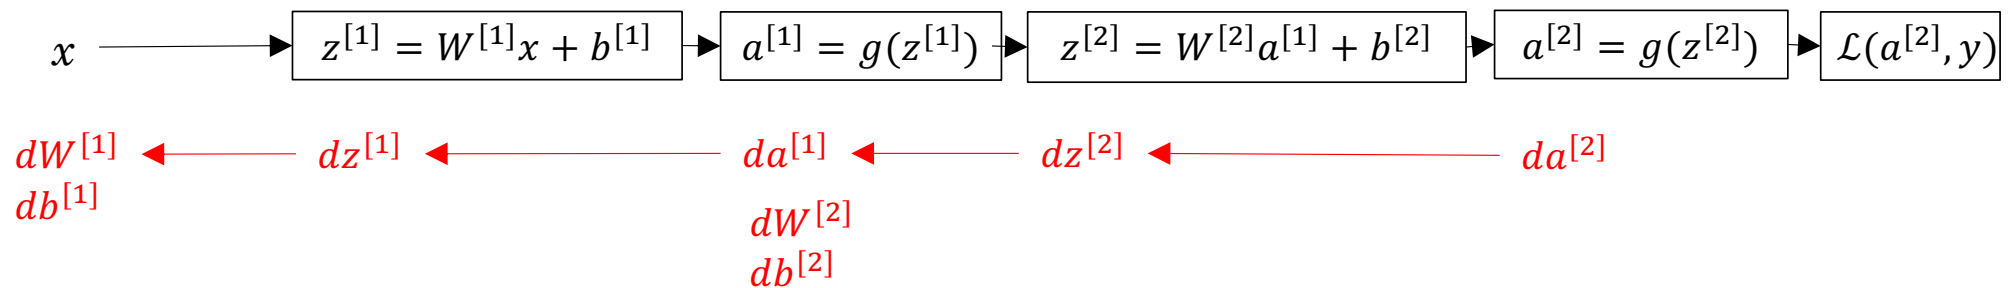 x z^{[1]} = W^{[1]}x + b^{[1]} a^{[1]} = g(z^{[1]}) z^{[2]} = W^{[2]}a^{[1]} + b^{[2]} a^{[2]} = g(z^{[2]}) ℒ(a^{[2]}, y)
dW^{[1]} dz^{[1]} da^{[1]} dz^{[2]} da^{[2]}
db^{[1]}
dW^{[2]}
db^{[2]}